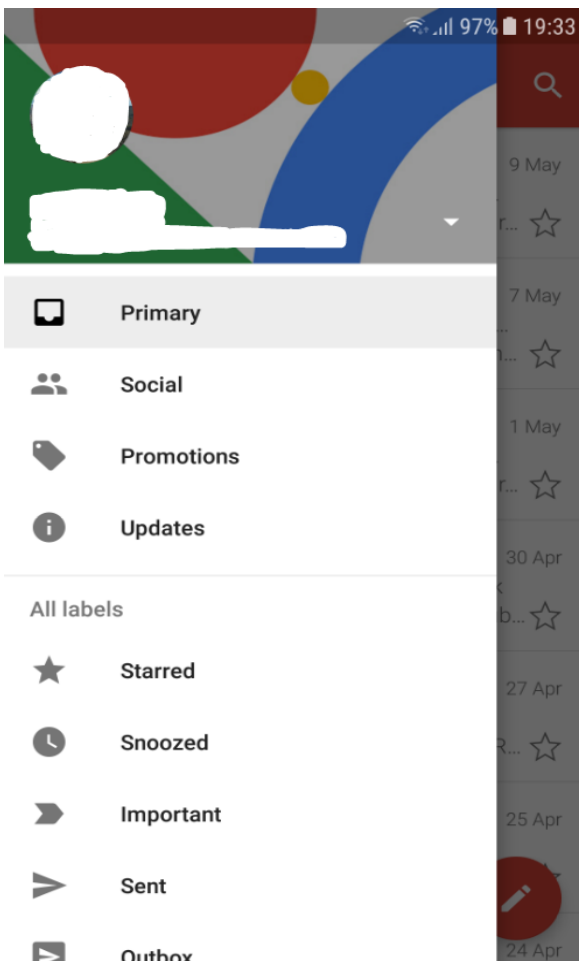 97% 19:33
9 May
r...
7 May
...
1 May
r...
30 Apr
b...
27 Apr
R...
25 Apr
24 Apr
Primary
Social
Promotions
Updates
All labels
Starred
Snoozed
Important
Sent
Outbox